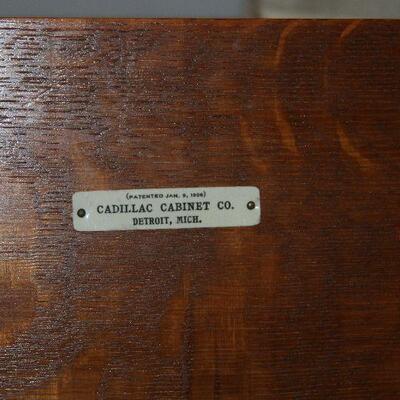 (PATENTED JAN. 9, 1906)
CADILLAC CABINET CO.
DETROIT, MICH.